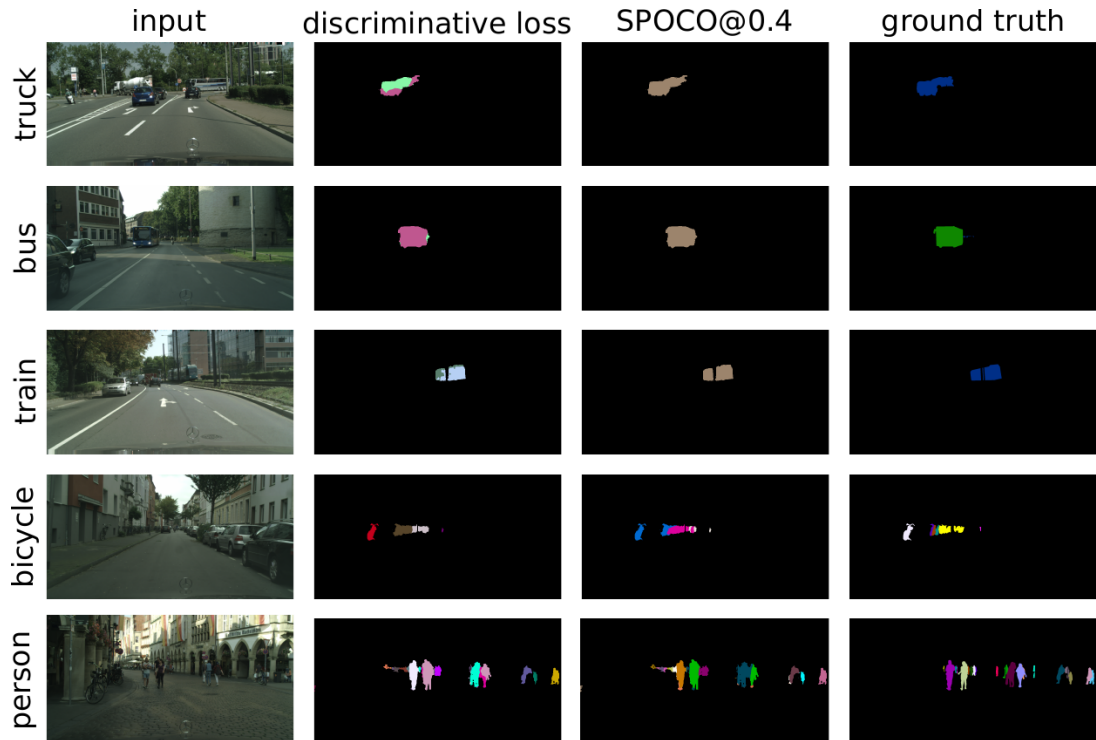 input
discriminative loss
SPOCO@0.4
ground truth
truck
bus
train
bicycle
person